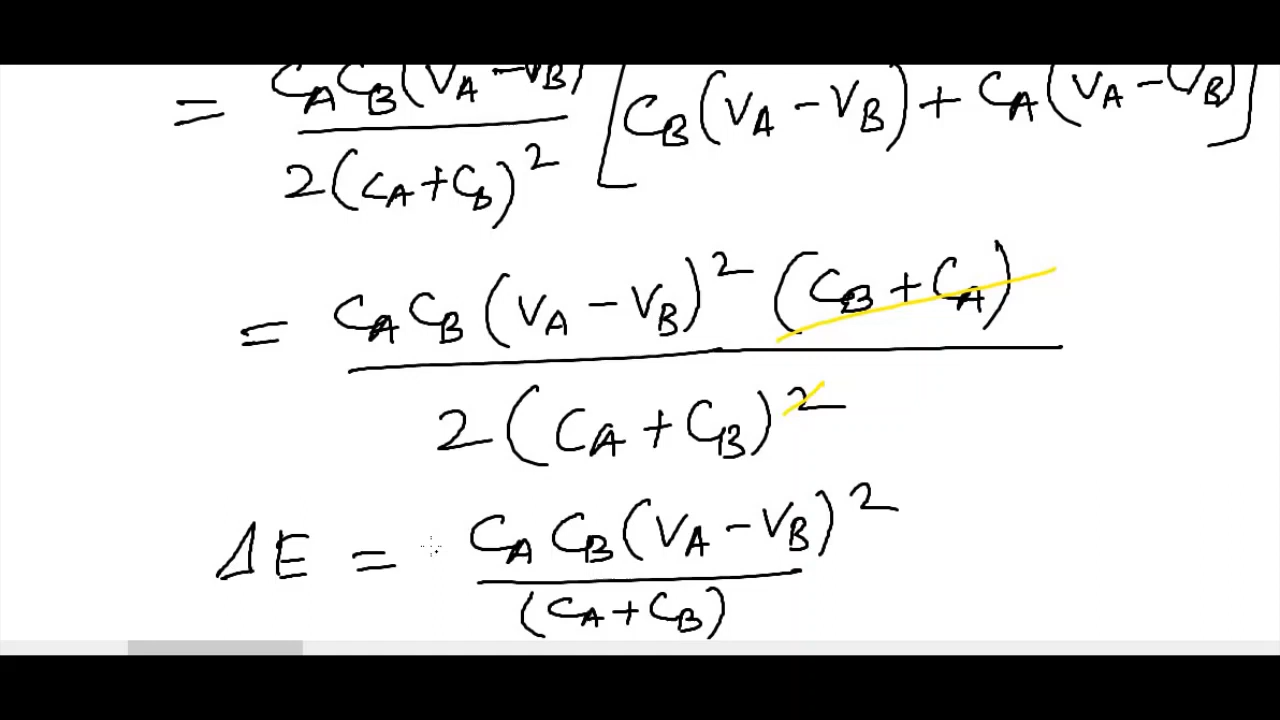 = C_A C_B (V_A - V_B) / 2(C_A + C_B)^2 [C_B (V_A - V_B) + C_A (V_A - V_B)]
= C_A C_B (V_A - V_B)^2 (C_B + C_A) / 2(C_A + C_B)^2
ΔE = C_A C_B (V_A - V_B)^2 / (C_A + C_B)